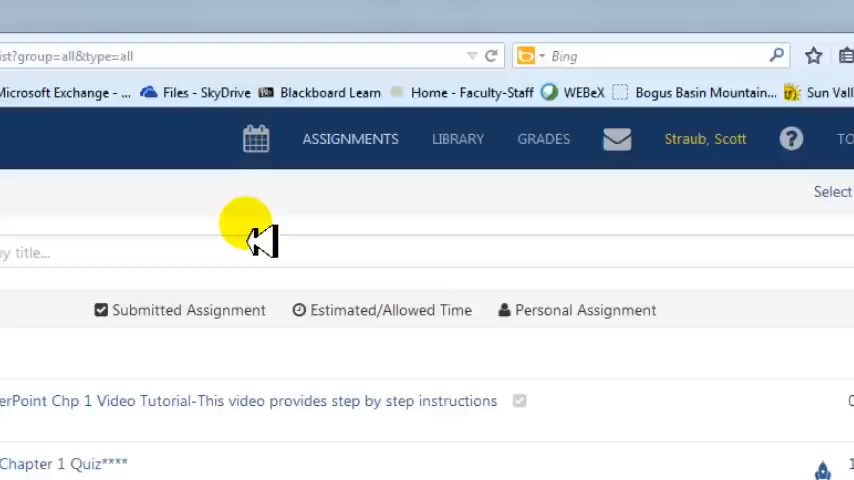 ist?group=all&type=all Bing
Microsoft Exchange - ... Files - SkyDrive Blackboard Learn Home - Faculty-Staff WEBeX Bogus Basin Mountain... Sun Vall
ASSIGNMENTS LIBRARY GRADES Straub, Scott ? TO
Select
by title...
Submitted Assignment Estimated/Allowed Time Personal Assignment
erPoint Chp 1 Video Tutorial-This video provides step by step instructions
Chapter 1 Quiz****